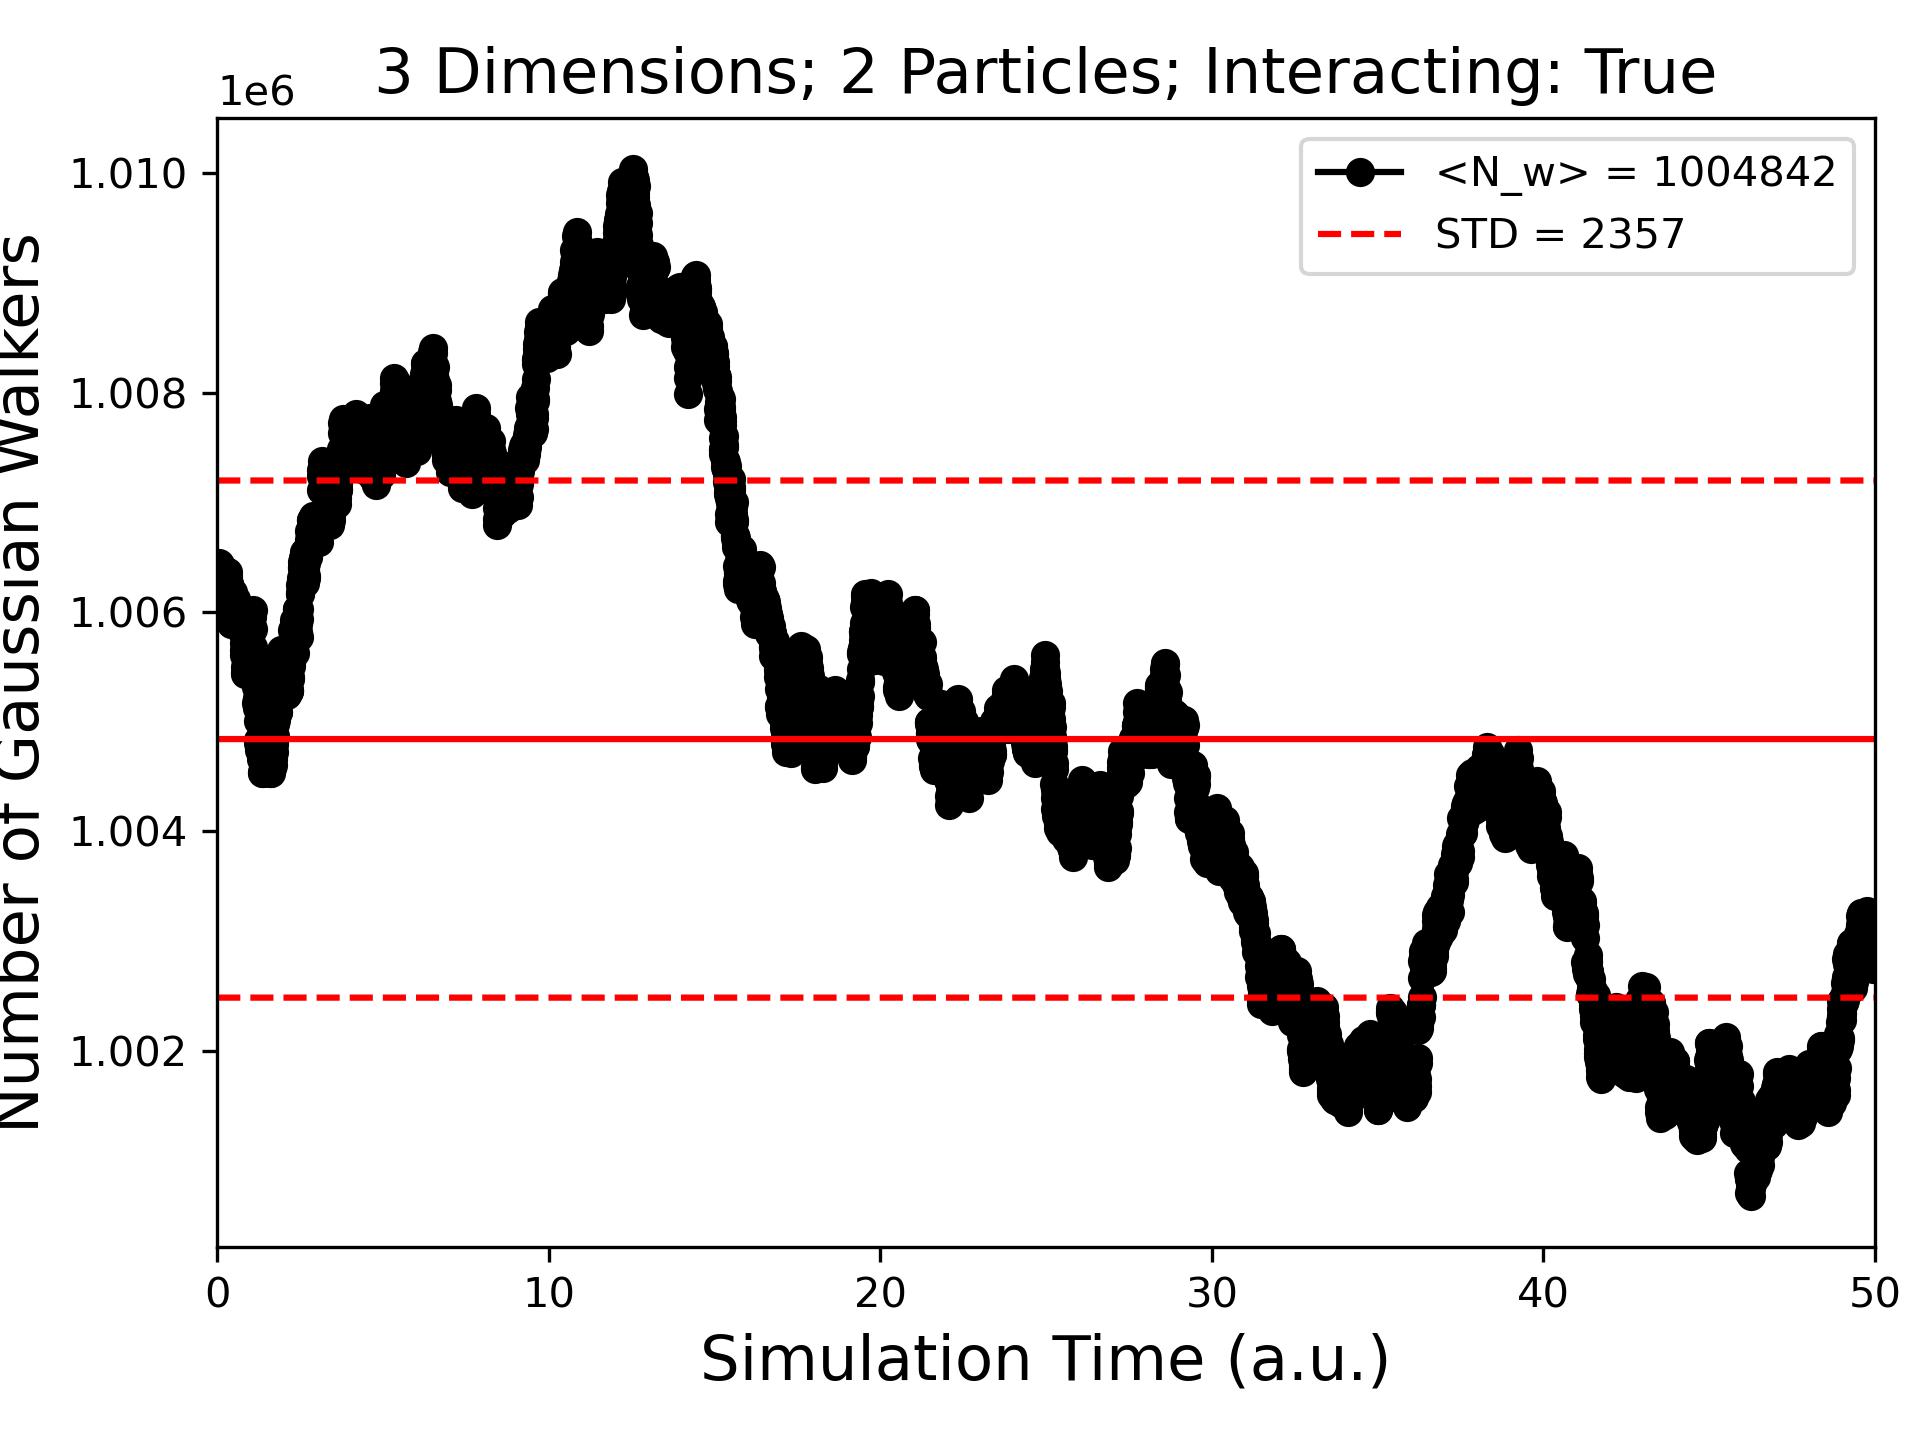 3 Dimensions; 2 Particles; Interacting: True
1e6
<N_w> = 1004842
STD = 2357
1.010
1.008
1.006
1.004
1.002
Number of Gaussian Walkers
0 10 20 30 40 50
Simulation Time (a.u.)